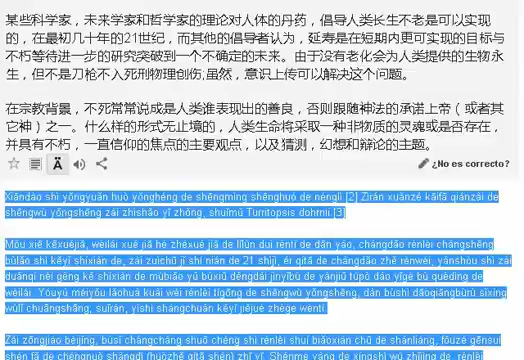 某些科学家，未来学家和哲学家的理论对人体的丹药，倡导人类长生不老是可以实现
的，在最初几十年的21世纪，而其他的倡导者认为，延寿是在短期内更可实现的目标与
不朽等待进一步的研究突破到一个不确定的未来。由于没有老化会为人类提供的生物永
生，但不是刀枪不入死刑物理创伤;虽然，意识上传可以解决这个问题。
在宗教背景，不死常常说成是人类谁表现出的善良，否则跟随神法的承诺上帝（或者其
它神）之一。什么样的形式无止境的，人类生命将采取一种非物质的灵魂或是否存在，
并具有不朽，一直信仰的焦点的主要观点，以及猜测，幻想和辩论的主题。
Ä ¿No es correcto?
Xiǎndào shì yǒngyuǎn huò yǒnghéng de shēngmìng shēnghuó de nénglì [2] Zìrán xuǎnzé kāifā qiánzài de
shēngwù yǒngshēng zài zhìshǎo yī zhǒng, shuǐmǔ Turritopsis dohrnii. [3]
Mǒu xiē kēxuéjiā, wèilái xué jiā hé zhéxué jiā de lǐlùn duì réntǐ de dān yào, chàngdǎo rénlèi chángshēng
bùlǎo shì kěyǐ shíxiàn de, zài zuìchū jǐ shí nián de 21 shìjì, ér qítā de chàngdǎo zhě rènwéi, yánshòu shì zài
duǎnqí nèi gèng kě shíxiàn de mùbiāo yǔ bùxiǔ děngdài jìnyībù de yánjiū túpò dào yīgè bù quèdìng de
wèilái. Yóuyú méiyǒu lǎohuà kuài wéi rénlèi tígōng de shēngwù yǒngshēng, dàn bùshì dāoqiāngbùrù sǐxíng
wùlǐ chuāngshāng; suīrán, yìshí shàngchuán kěyǐ jiějué zhège wèntí.
Zài zōngjiào bèijǐng, bùsǐ chángcháng shuō chéng shì rénlèi shuí biǎoxiàn chū de shànliáng, fǒuzé gēnsuí
shén fǎ de chéngnuò shàngdì (huòzhě qítā shén) zhī yī. Shénme yàng de xíngshì wú zhǐjìng de, rénlèi